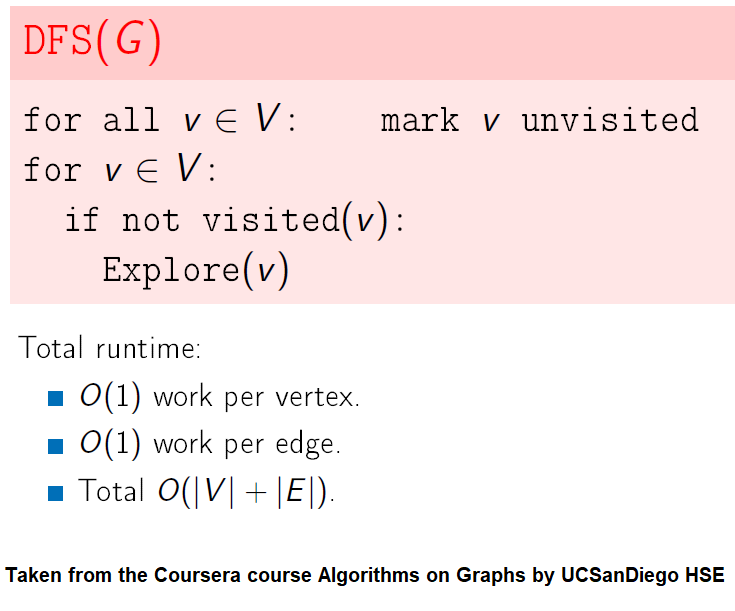 DFS(G)
for all v ∈ V: mark v unvisited
for v ∈ V:
if not visited(v):
Explore(v)
Total runtime:
O(1) work per vertex.
O(1) work per edge.
Total O(|V| + |E|).
Taken from the Coursera course Algorithms on Graphs by UCSanDiego HSE